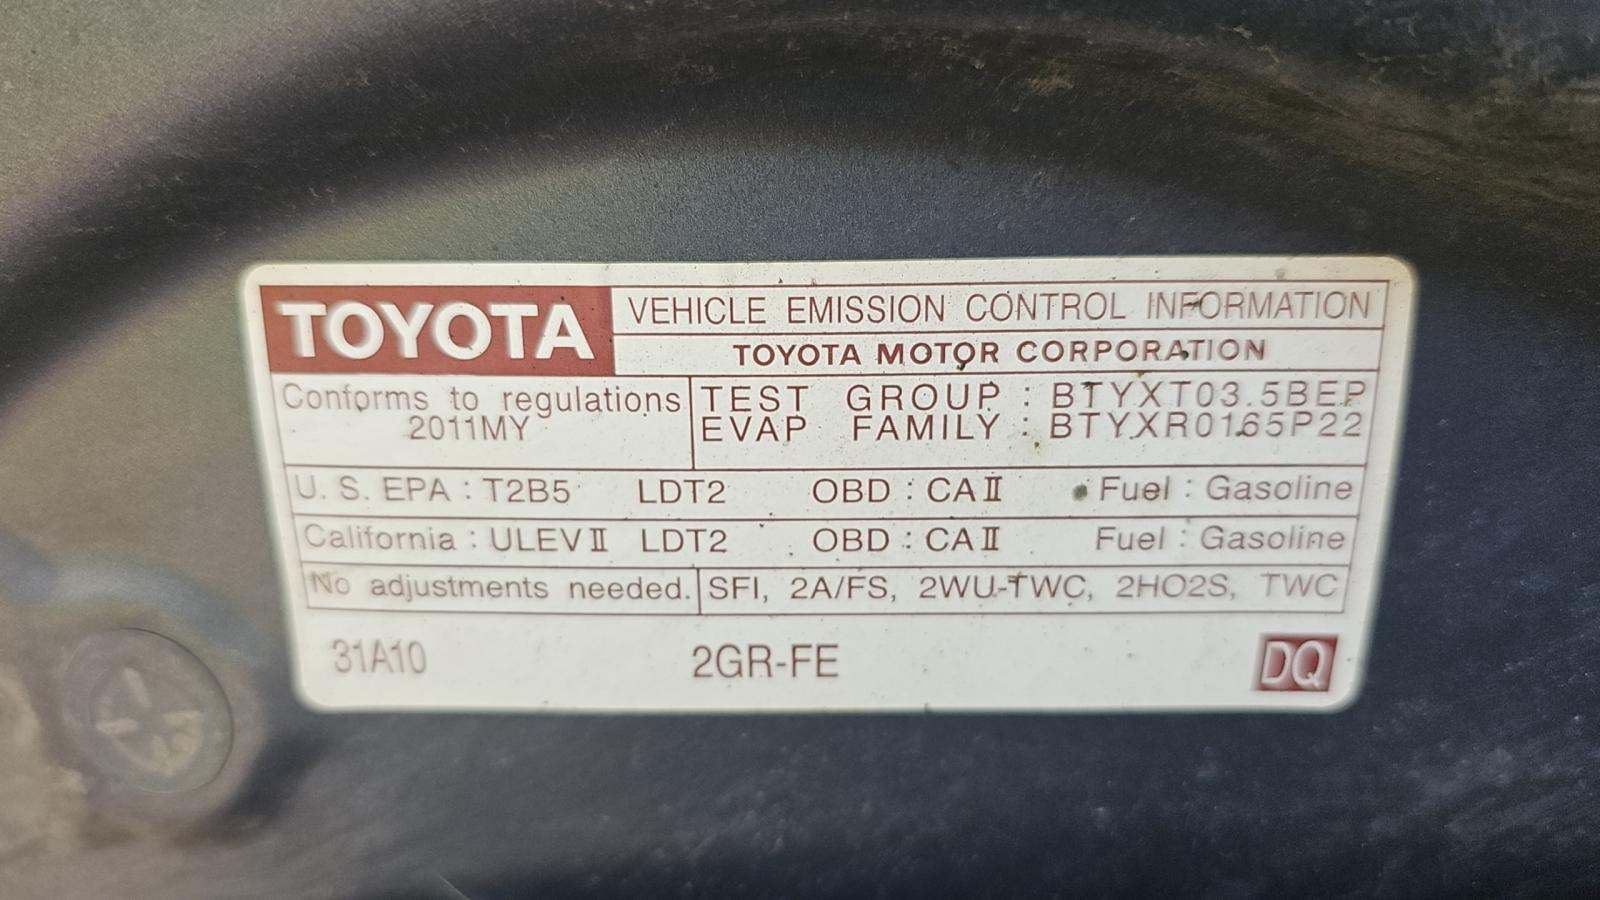 TOYOTA VEHICLE EMISSION CONTROL INFORMATION
TOYOTA MOTOR CORPORATION
Conforms to regulations
2011MY
TEST GROUP : BTYXT03.5BEP
EVAP FAMILY : BTYXR0165P22
U. S. EPA : T2B5 LDT2 OBD : CAⅡ Fuel : Gasoline
California : ULEVⅡ LDT2 OBD : CAⅡ Fuel : Gasoline
No adjustments needed. SFI, 2A/FS, 2WU-TWC, 2HO2S, TWC
31A10 2GR-FE DQ